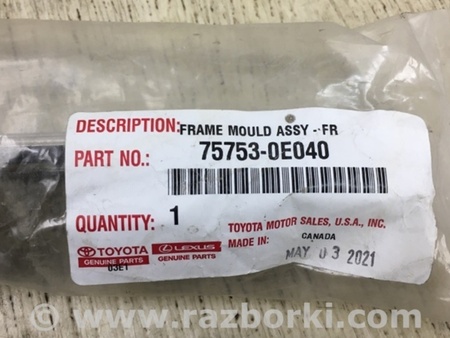 DESCRIPTION: FRAME MOULD ASSY - FR
PART NO.: 75753-0E040
QUANTITY: 1
TOYOTA MOTOR SALES, U.S.A., INC.
MADE IN: CANADA
TOYOTA
GENUINE PARTS
LEXUS
GENUINE PARTS
MAY 03 2021
03E1
© www.razborki.com